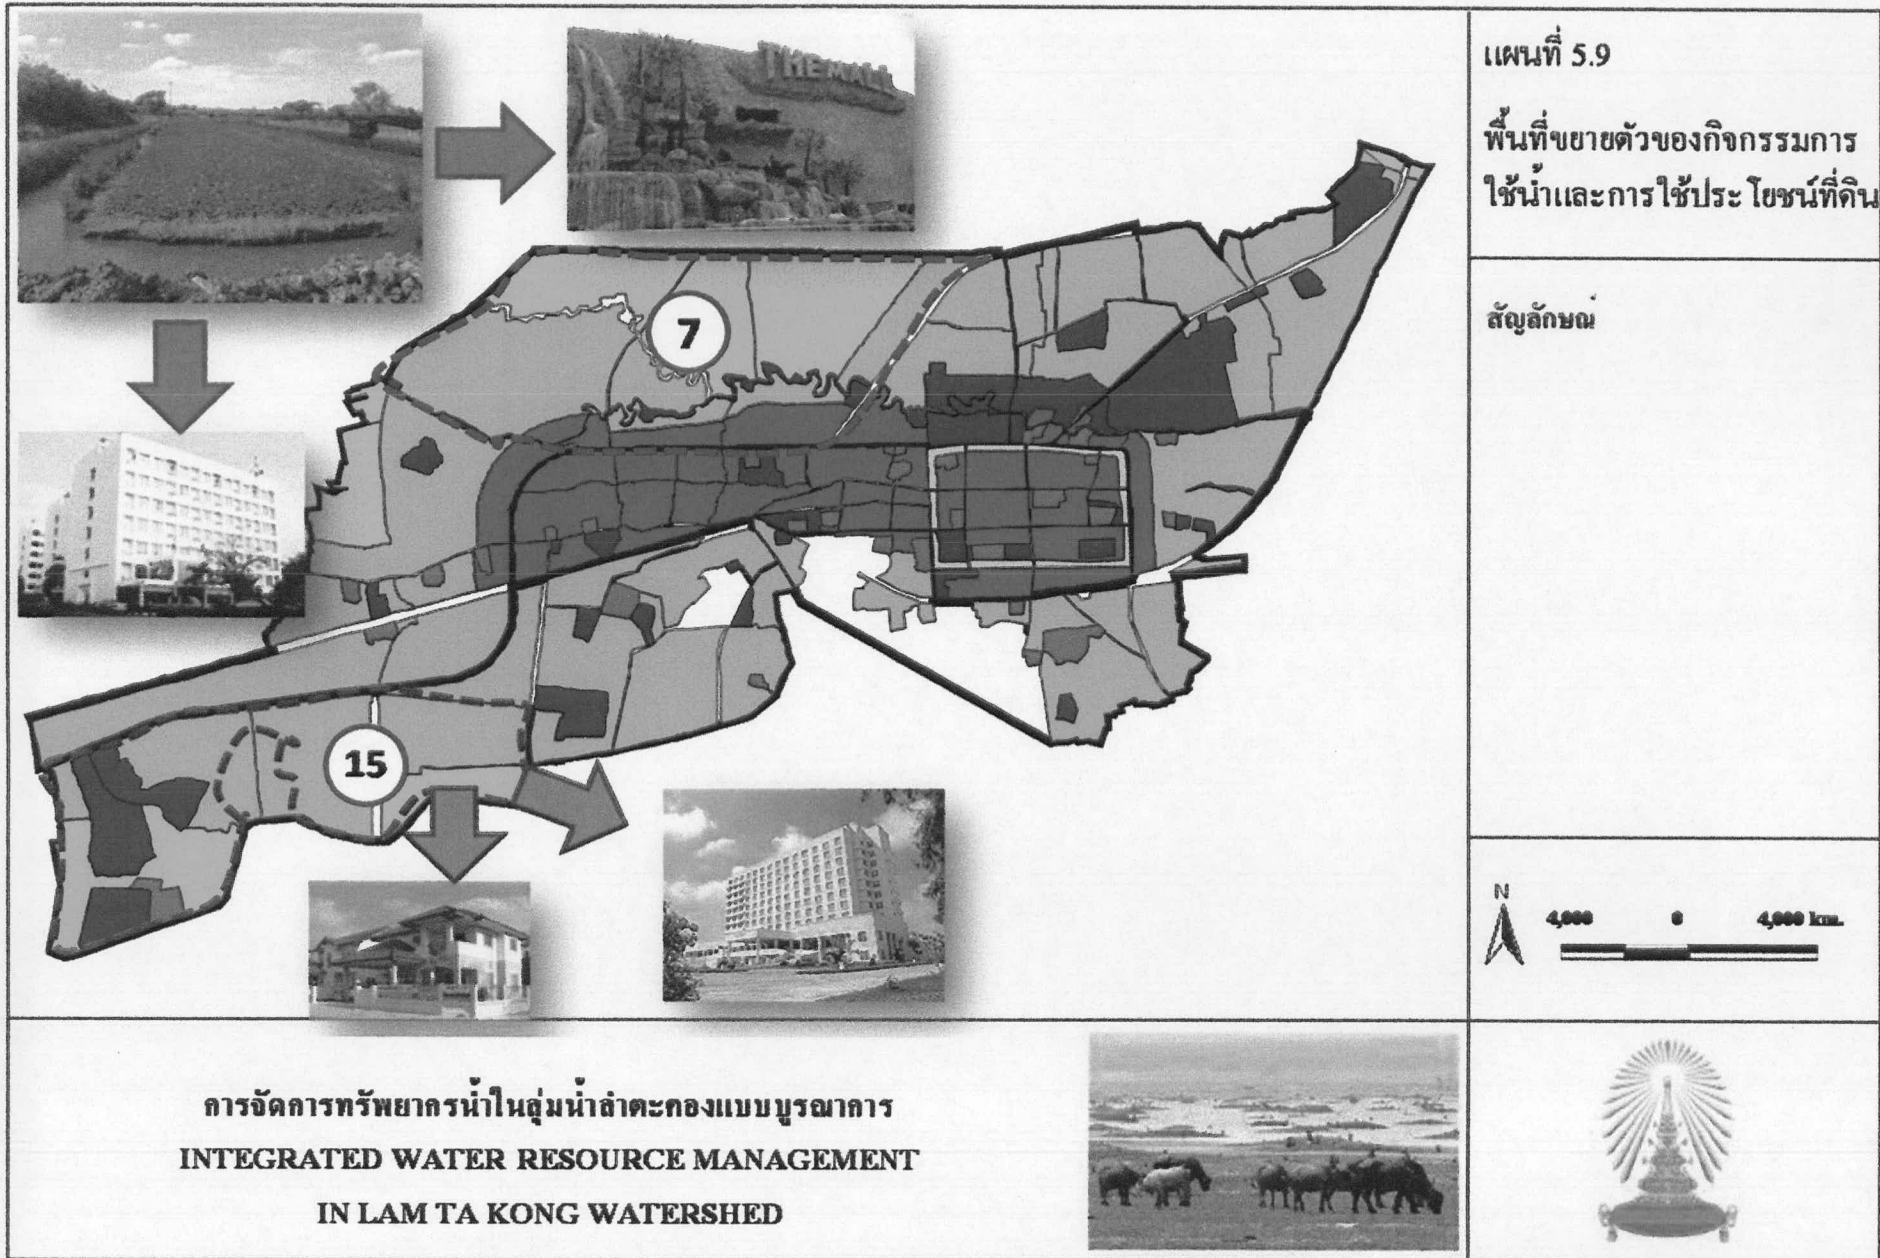 THE MALL
แผนที่ 5.9
พื้นที่ขยายตัวของกิจกรรมการ
ใช้น้ำและการใช้ประโยชน์ที่ดิน
7
สัญลักษณ์
15
N
4,000 0 4,000 km.
การจัดการทรัพยากรน้ำในลุ่มน้ำลำตะคองแบบบูรณาการ
INTEGRATED WATER RESOURCE MANAGEMENT
IN LAM TA KONG WATERSHED